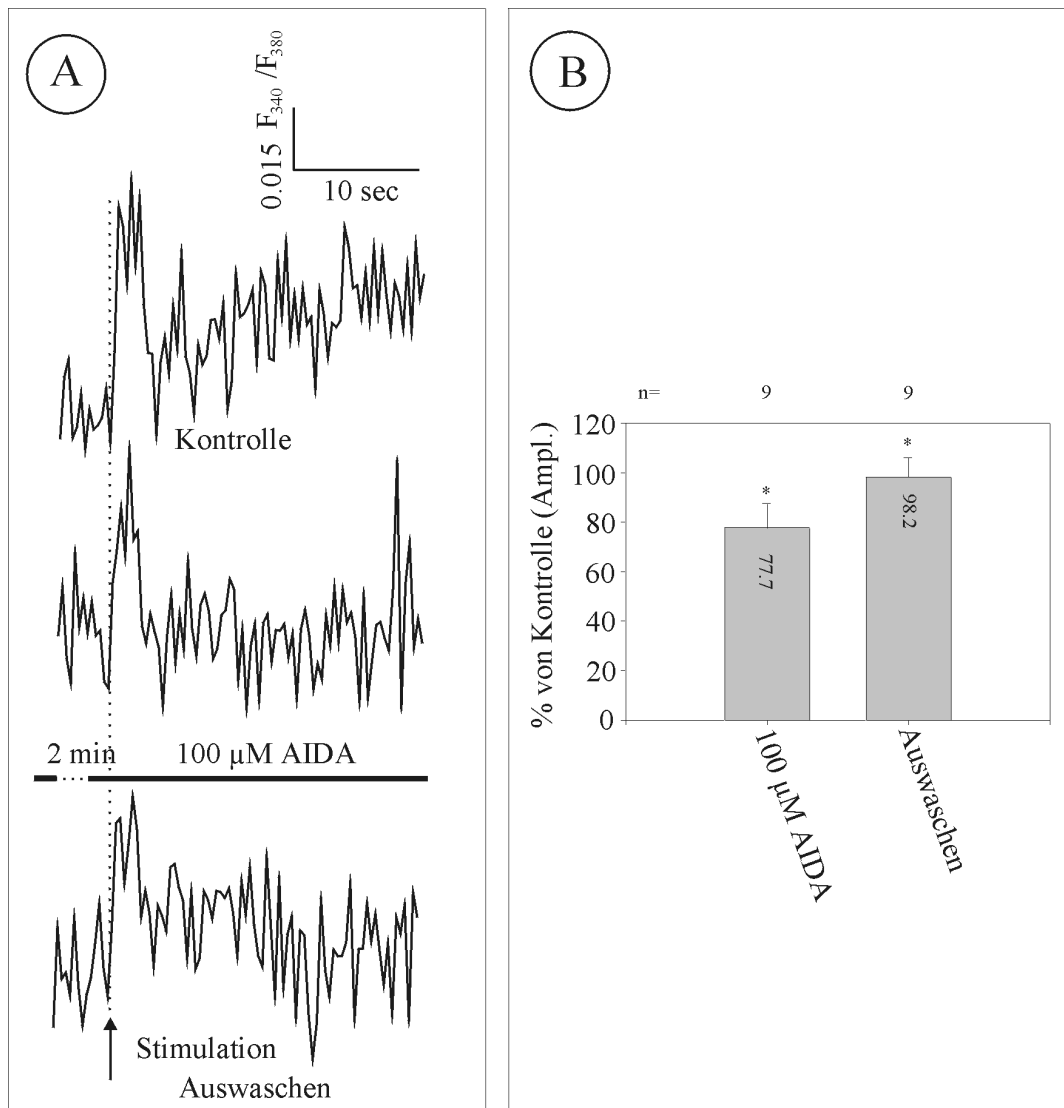 A
0.015 F340 /F380
10 sec
Kontrolle
2 min 100 µM AIDA
Stimulation
Auswaschen
B
n= 9 9
% von Kontrolle (Ampl.)
120
100
80
60
40
20
0
* *
77.7
98.2
100 µM AIDA
Auswaschen